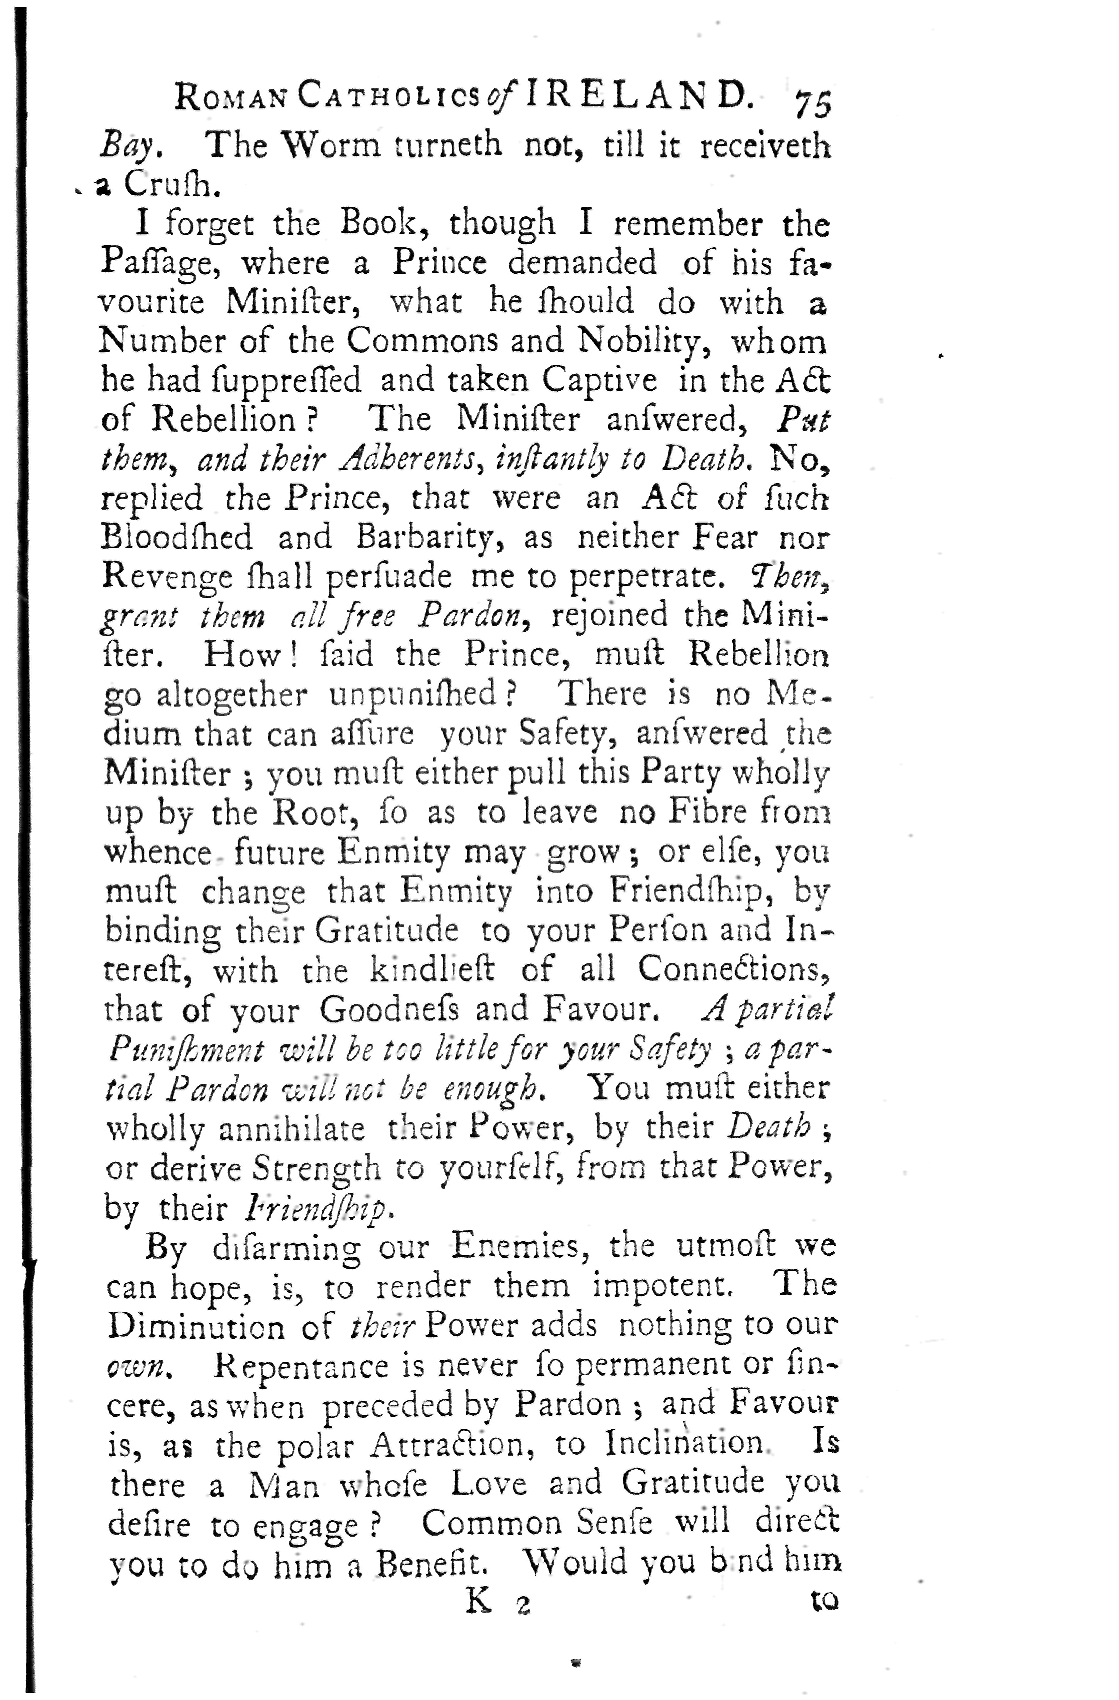 ROMAN CATHOLICS of IRELAND. 75
Bay. The Worm turneth not, till it receiveth
a Cruſh.
I forget the Book, though I remember the
Paſſage, where a Prince demanded of his fa-
vourite Miniſter, what he ſhould do with a
Number of the Commons and Nobility, whom
he had ſuppreſſed and taken Captive in the Act
of Rebellion ? The Miniſter anſwered, Put
them, and their Adherents, inſtantly to Death. No,
replied the Prince, that were an Act of ſuch
Bloodſhed and Barbarity, as neither Fear nor
Revenge ſhall perſuade me to perpetrate. Then,
grant them all free Pardon, rejoined the Mini-
ſter. How! ſaid the Prince, muſt Rebellion
go altogether unpuniſhed ? There is no Me-
dium that can aſſure your Safety, anſwered the
Miniſter ; you muſt either pull this Party wholly
up by the Root, ſo as to leave no Fibre from
whence future Enmity may grow ; or elſe, you
muſt change that Enmity into Friendſhip, by
binding their Gratitude to your Perſon and In-
tereſt, with the kindlieſt of all Connections,
that of your Goodneſs and Favour. A partial
Puniſhment will be too little for your Safety ; a par-
tial Pardon will not be enough. You muſt either
wholly annihilate their Power, by their Death ;
or derive Strength to yourſelf, from that Power,
by their Friendſhip.
By diſarming our Enemies, the utmoſt we
can hope, is, to render them impotent. The
Diminution of their Power adds nothing to our
own. Repentance is never ſo permanent or ſin-
cere, as when preceded by Pardon ; and Favour
is, as the polar Attraction, to Inclination. Is
there a Man whoſe Love and Gratitude you
deſire to engage ? Common Senſe will direct
you to do him a Benefit. Would you bind him
K 2 to